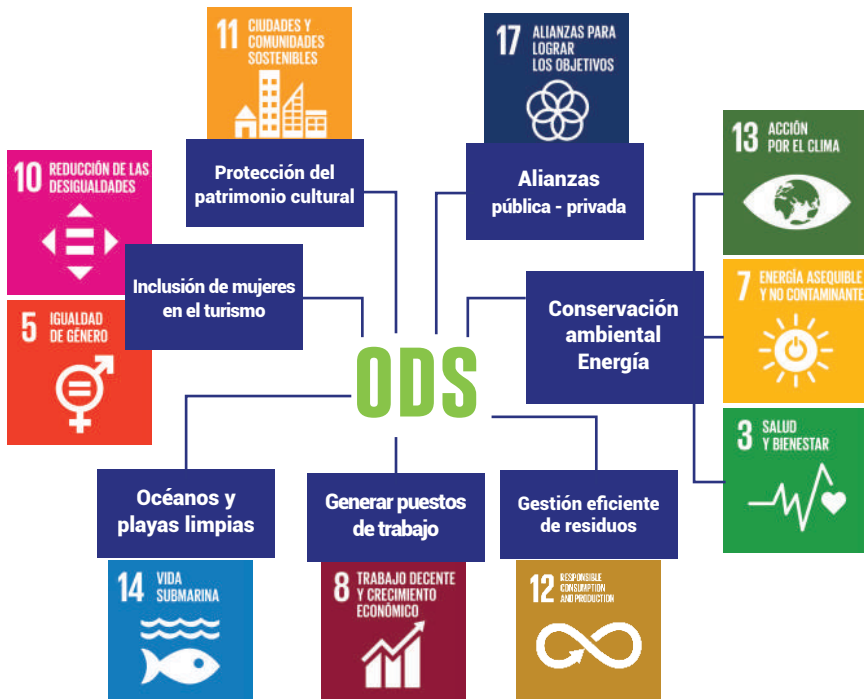 11 CIUDADES Y
COMUNIDADES
SOSTENIBLES
Protección del
patrimonio cultural
17 ALIANZAS PARA
LOGRAR
LOS OBJETIVOS
Alianzas
pública - privada
10 REDUCCIÓN DE LAS
DESIGUALDADES
Inclusión de mujeres
en el turismo
5 IGUALDAD
DE GÉNERO
13 ACCIÓN
POR EL CLIMA
Conservación
ambiental
Energía
7 ENERGÍA ASEQUIBLE
Y NO CONTAMINANTE
3 SALUD
Y BIENESTAR
ODS
Océanos y
playas limpias
14 VIDA
SUBMARINA
Generar puestos
de trabajo
8 TRABAJO DECENTE
Y CRECIMIENTO
ECONÓMICO
Gestión eficiente
de residuos
12 RESPONSIBLE
CONSUMPTION
AND PRODUCTION